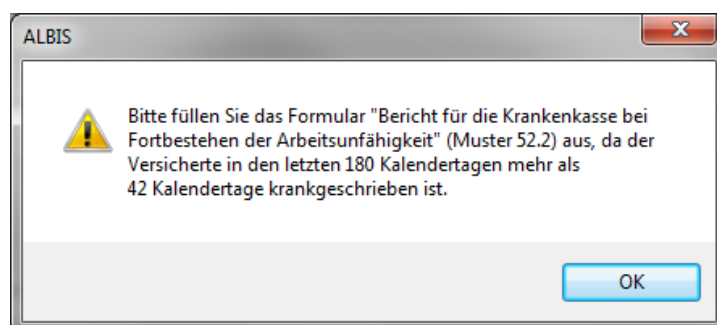 ALBIS
Bitte füllen Sie das Formular "Bericht für die Krankenkasse bei
Fortbestehen der Arbeitsunfähigkeit" (Muster 52.2) aus, da der
Versicherte in den letzten 180 Kalendertagen mehr als
42 Kalendertage krankgeschrieben ist.
OK